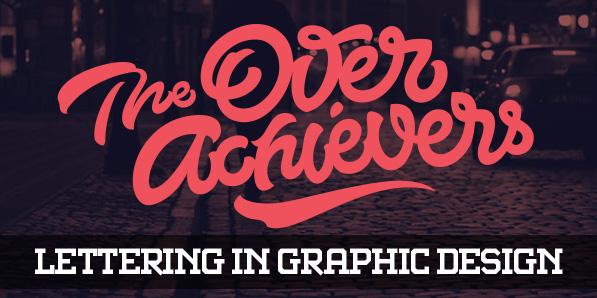 The Over
Achievers
LETTERING IN GRAPHIC DESIGN